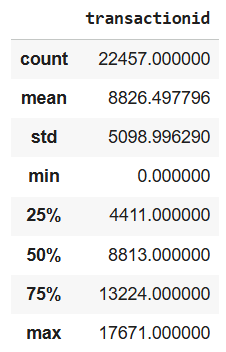 transactionid
count 22457.000000
mean 8826.497796
std 5098.996290
min 0.000000
25% 4411.000000
50% 8813.000000
75% 13224.000000
max 17671.000000